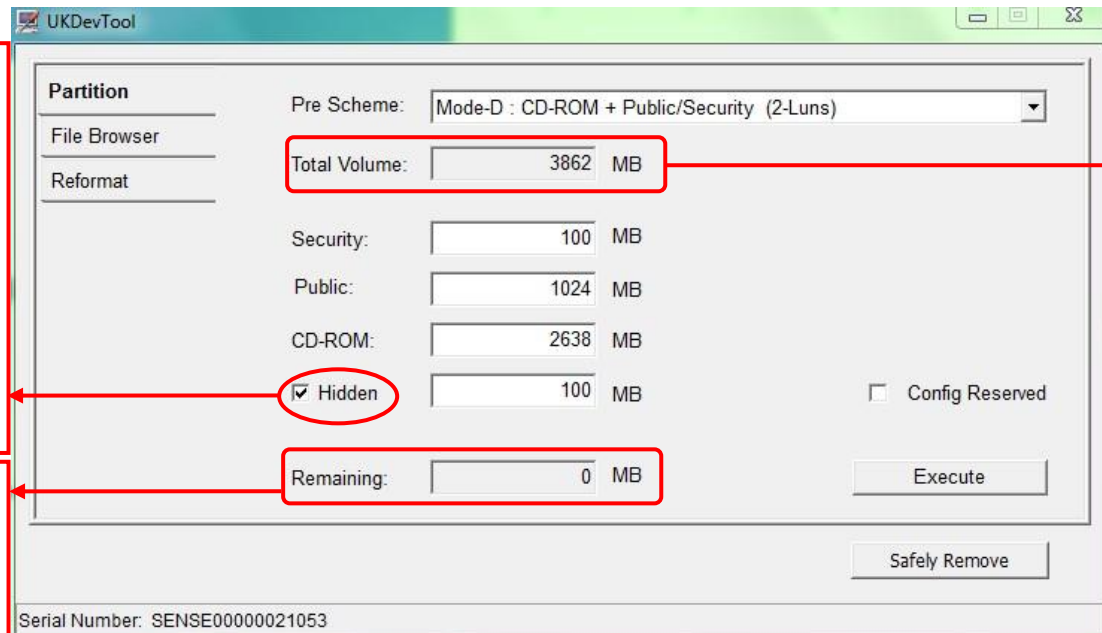 UKDevTool
Partition
File Browser
Reformat
Pre Scheme: Mode-D : CD-ROM + Public/Security (2-Luns)
Total Volume: 3862 MB
Security: 100 MB
Public: 1024 MB
CD-ROM: 2638 MB
Hidden 100 MB
Config Reserved
Remaining: 0 MB
Execute
Safely Remove
Serial Number: SENSE00000021053